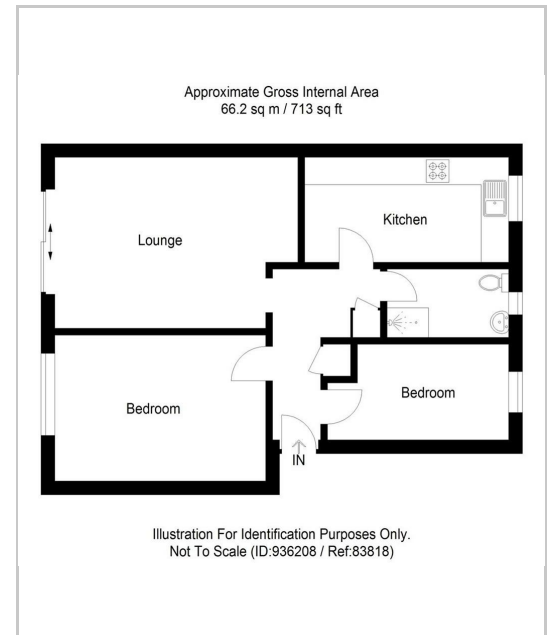 Approximate Gross Internal Area
66.2 sq m / 713 sq ft
Lounge
Kitchen
Bedroom
Bedroom
IN
Illustration For Identification Purposes Only.
Not To Scale (ID:936208 / Ref:83818)